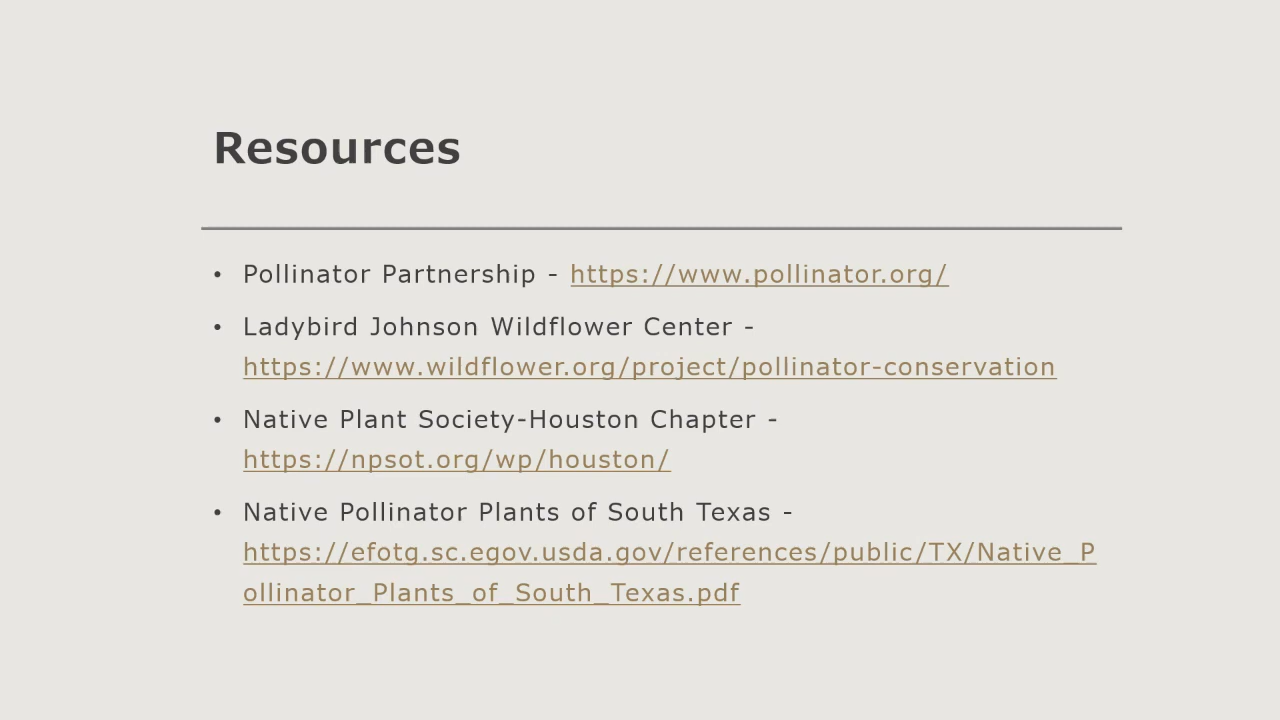 Resources
• Pollinator Partnership - https://www.pollinator.org/
• Ladybird Johnson Wildflower Center -
https://www.wildflower.org/project/pollinator-conservation
• Native Plant Society-Houston Chapter -
https://npsot.org/wp/houston/
• Native Pollinator Plants of South Texas -
https://efotg.sc.egov.usda.gov/references/public/TX/Native_P
ollinator_Plants_of_South_Texas.pdf